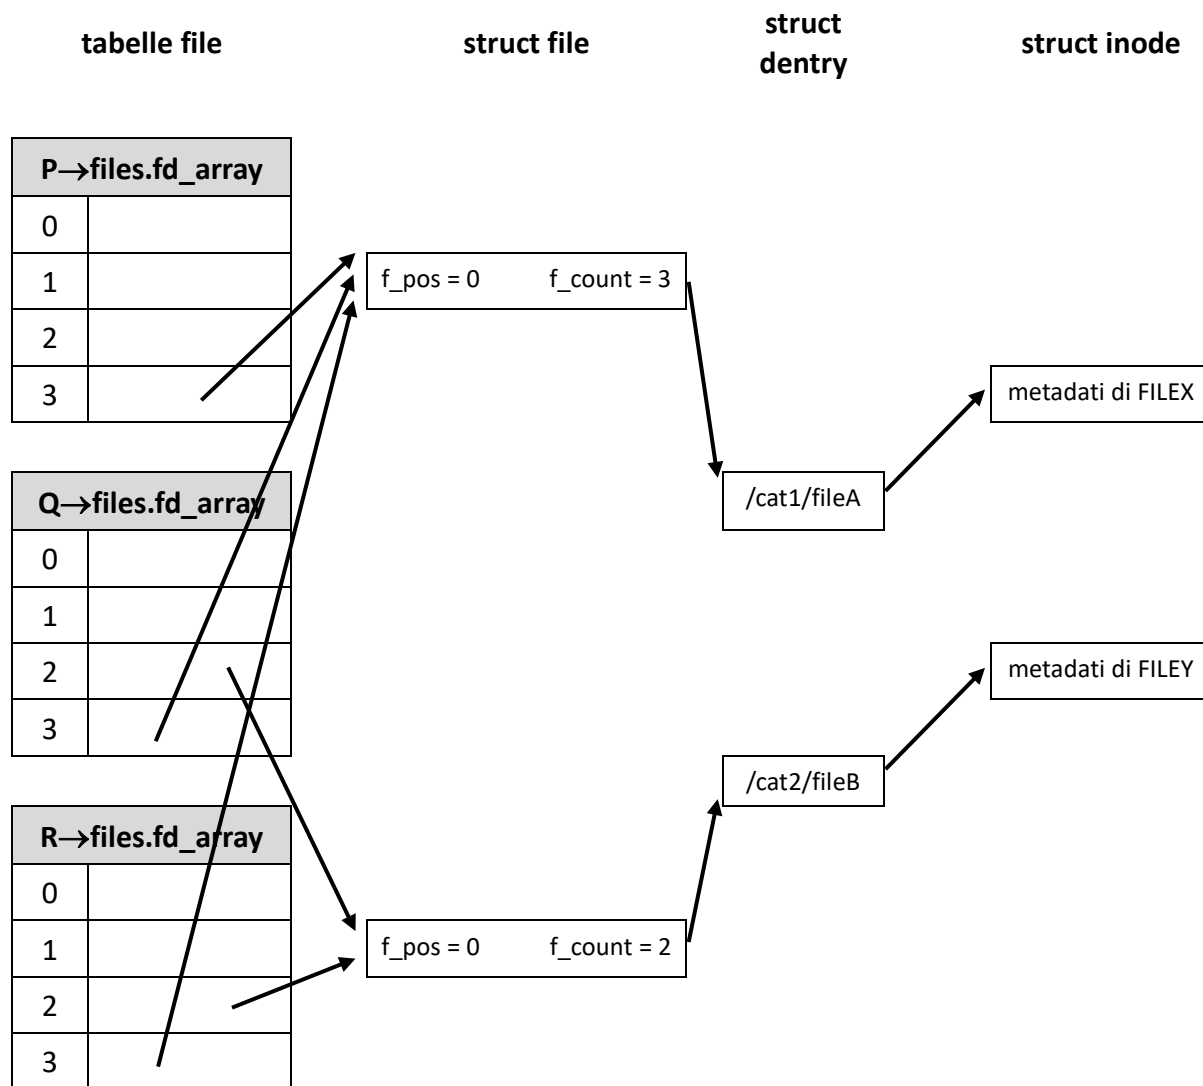 tabelle file
struct file
struct
dentry
struct inode
P→files.fd_array
0
1
2
3
f_pos = 0 f_count = 3
metadati di FILEX
/cat1/fileA
Q→files.fd_array
0
1
2
3
metadati di FILEY
/cat2/fileB
R→files.fd_array
0
1
2
3
f_pos = 0 f_count = 2